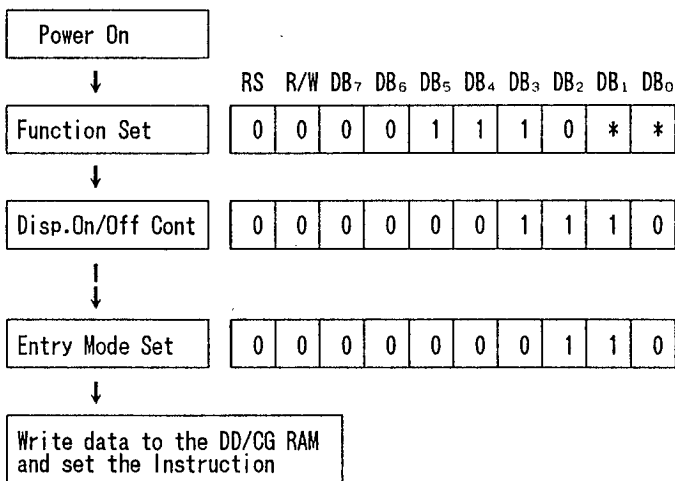 Power On
RS R/W DB₇ DB₆ DB₅ DB₄ DB₃ DB₂ DB₁ DB₀
Function Set 0 0 0 0 1 1 1 0 * *
Disp.On/Off Cont 0 0 0 0 0 0 1 1 1 0
Entry Mode Set 0 0 0 0 0 0 0 1 1 0
Write data to the DD/CG RAM
and set the Instruction